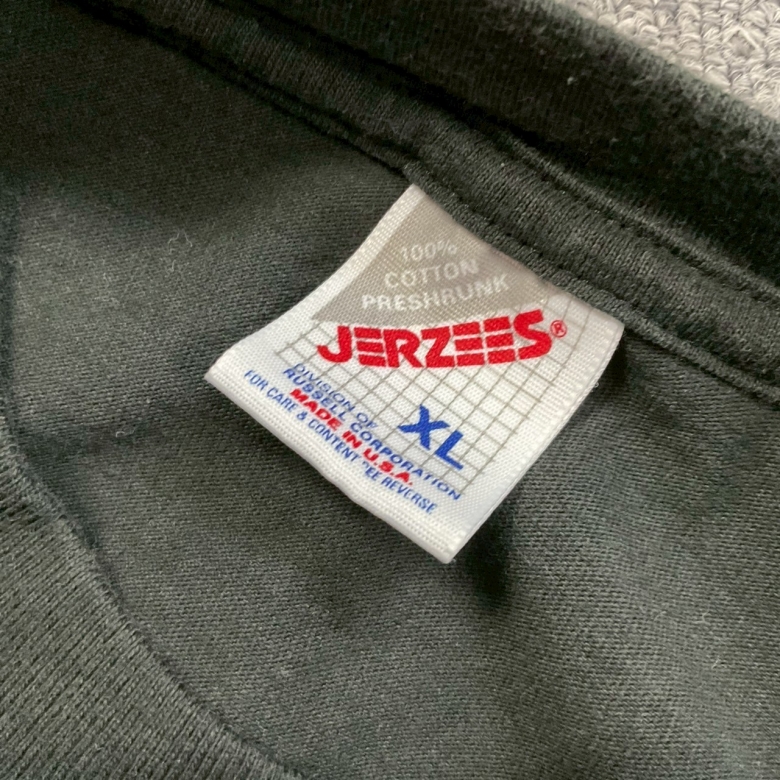 100%
COTTON
PRESHRUNK
JERZEES®
XL
DIVISION OF
RUSSELL CORPORATION
MADE IN U.S.A.
FOR CARE & CONTENT SEE REVERSE